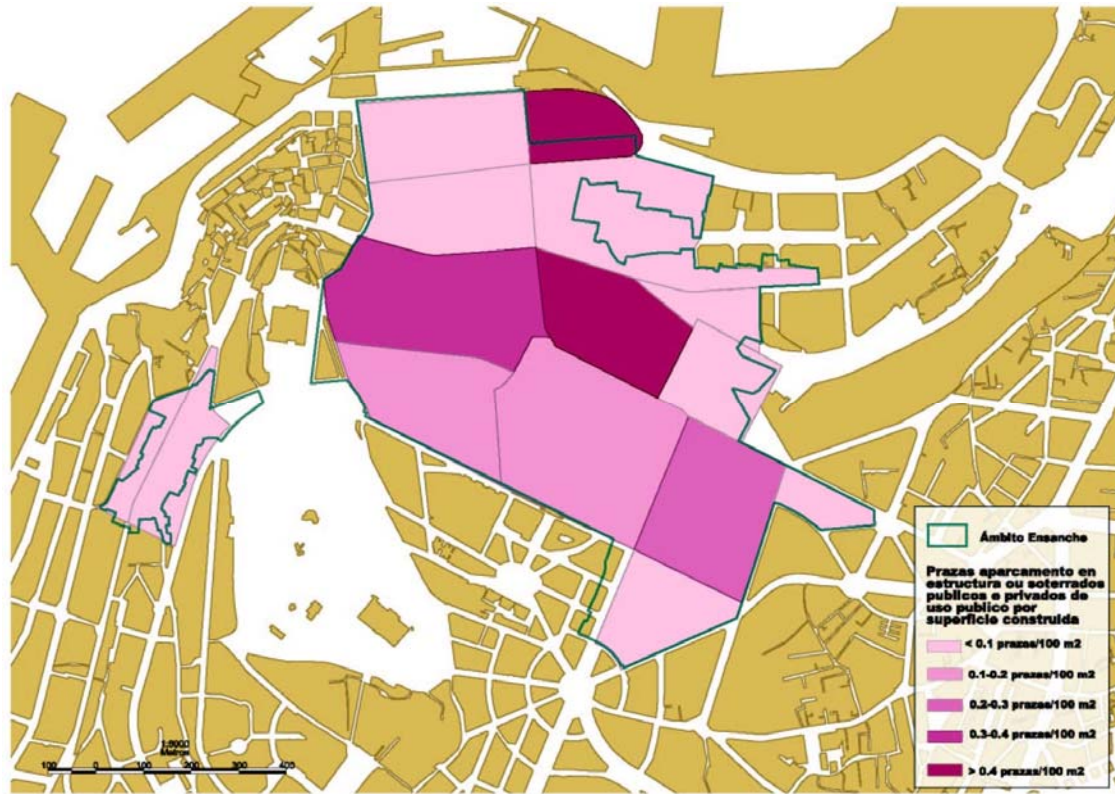 Ámbito Ensanche
Prazas aparcamento en
estructura ou soterrados
publicos e privados de
uso publico por
superficie construida
< 0.1 prazas/100 m2
0.1-0.2 prazas/100 m2
0.2-0.3 prazas/100 m2
0.3-0.4 prazas/100 m2
> 0.4 prazas/100 m2
Metros
100 0 100 200 300 400